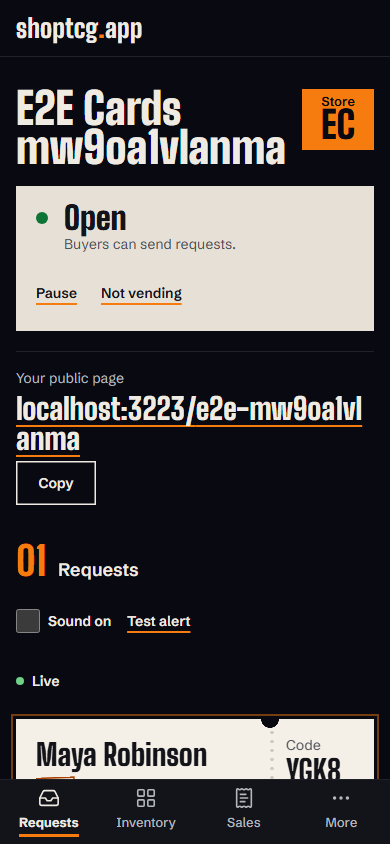 shoptcg.app
E2E Cards
mw9oa1vlanma
Store
EC
Open
Buyers can send requests.
Pause
Not vending
Your public page
localhost:3223/e2e-mw9oa1vl
anma
Copy
01 Requests
Sound on
Test alert
Live
Maya Robinson
Code
YGK8
Requests
Inventory
Sales
More